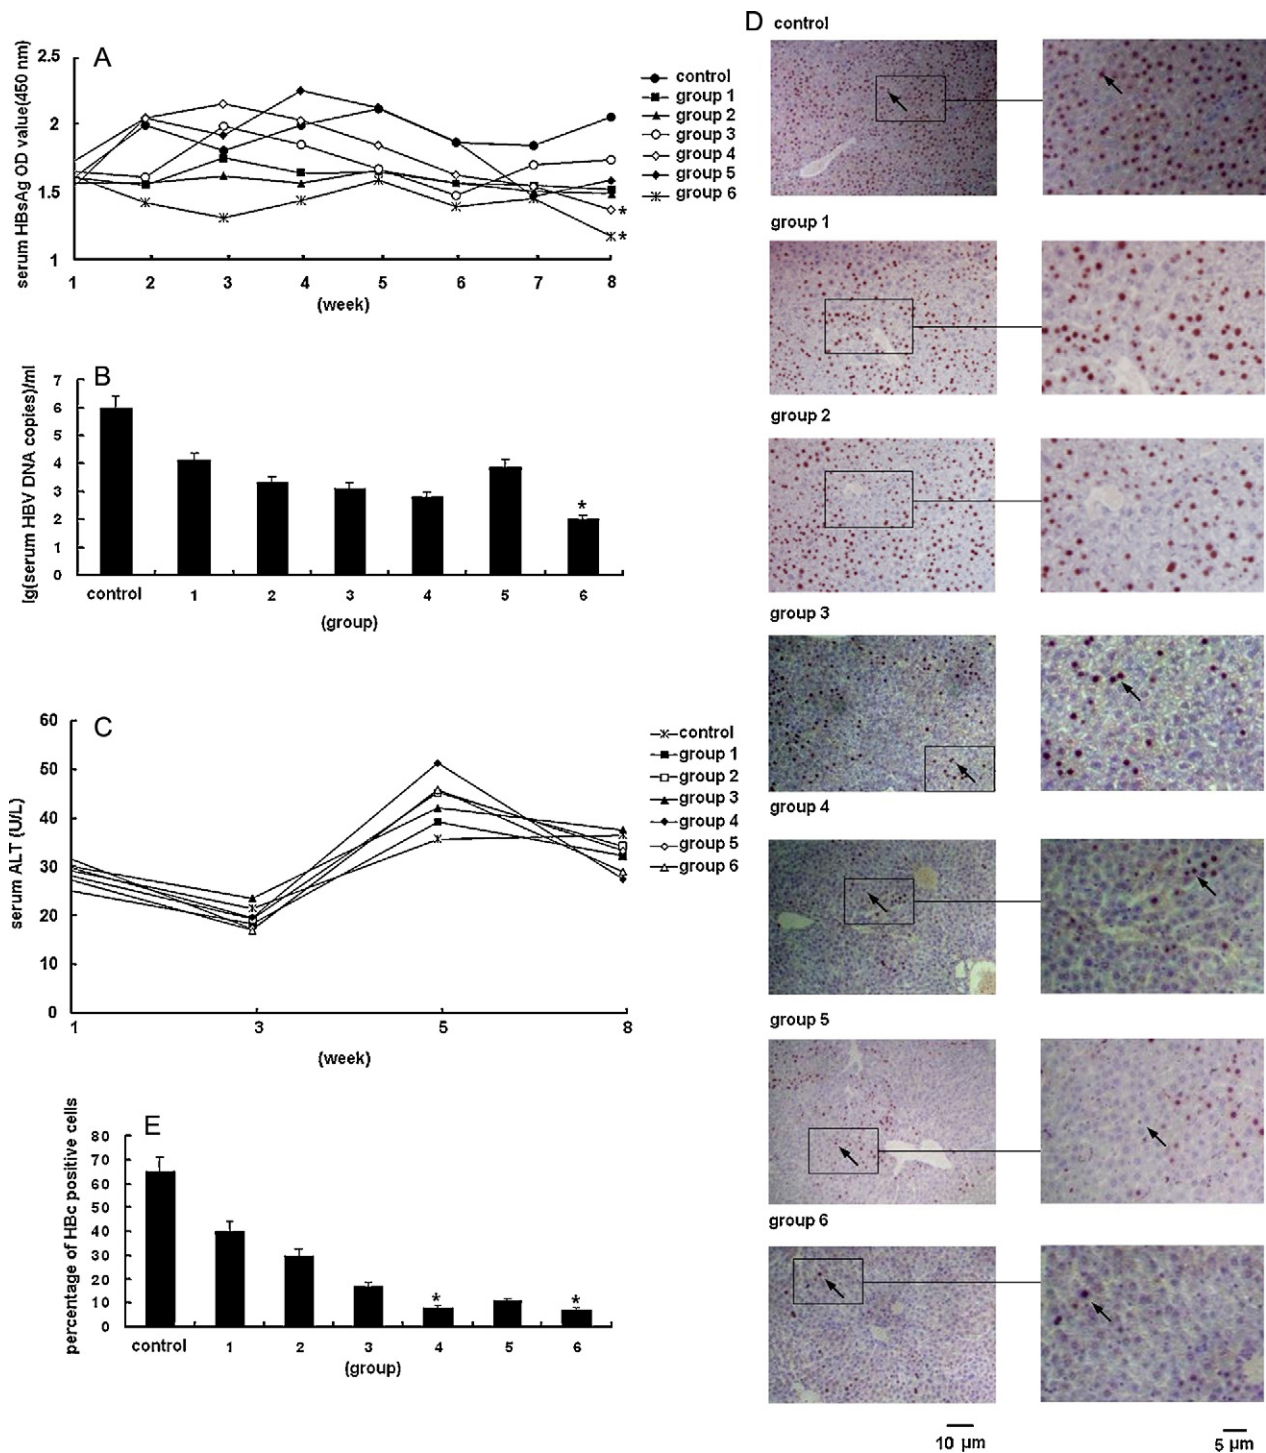 A
serum HBsAg OD value(450 nm)
2.5
2
1.5
1
1 2 3 4 5 6 7 8
(week)
control
group 1
group 2
group 3
group 4
group 5
group 6
*
*
B
lg(serum HBV DNA copies)/ml
7
6
5
4
3
2
1
0
*
control 1 2 3 4 5 6
(group)
C
serum ALT (U/L)
60
50
40
30
20
10
0
1 3 5 8
(week)
control
group 1
group 2
group 3
group 4
group 5
group 6
E
percentage of HBc positive cells
80
70
60
50
40
30
20
10
0
* *
control 1 2 3 4 5 6
(group)
D control
group 1
group 2
group 3
group 4
group 5
group 6
10 µm 5 µm